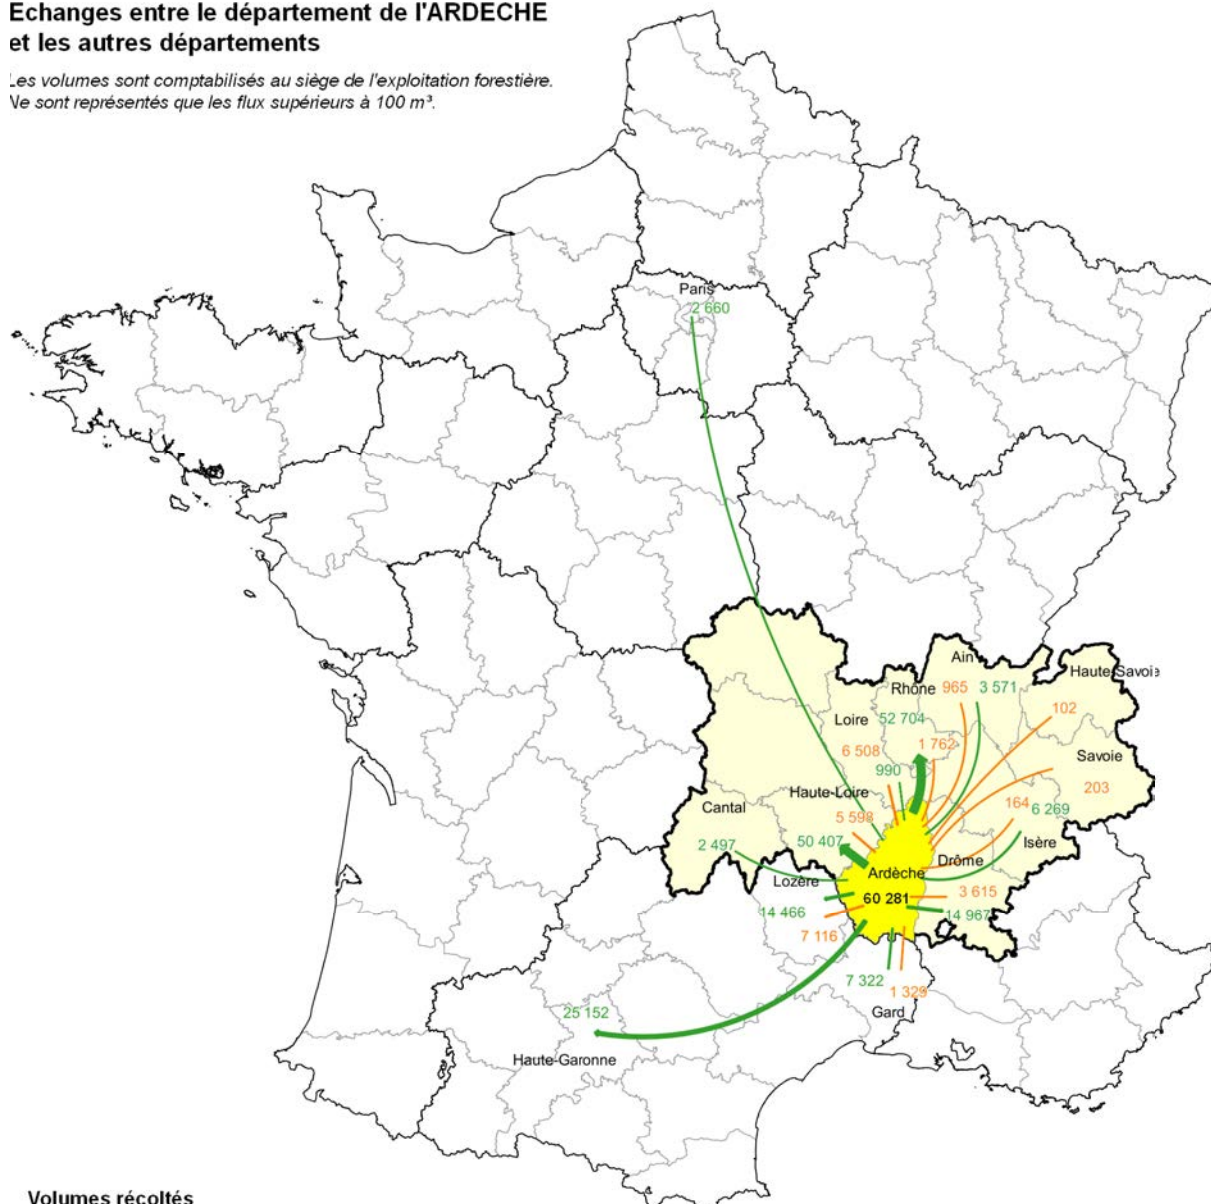 Echanges entre le département de l'ARDECHE
et les autres départements
Les volumes sont comptabilisés au siège de l'exploitation forestière.
Ne sont représentés que les flux supérieurs à 100 m³.
Paris
2 660
Ain
Haute-Savoie
Rhône
965
3 571
102
Loire
52 704
6 508
1 762
Savoie
990
203
Haute-Loire
164
6 269
Cantal
5 598
Isère
2 497
50 407
Drôme
Ardèche
Lozère
3 615
60 281
14 466
14 967
7 116
7 322
1 329
Gard
25 152
Haute-Garonne
Volumes récoltés